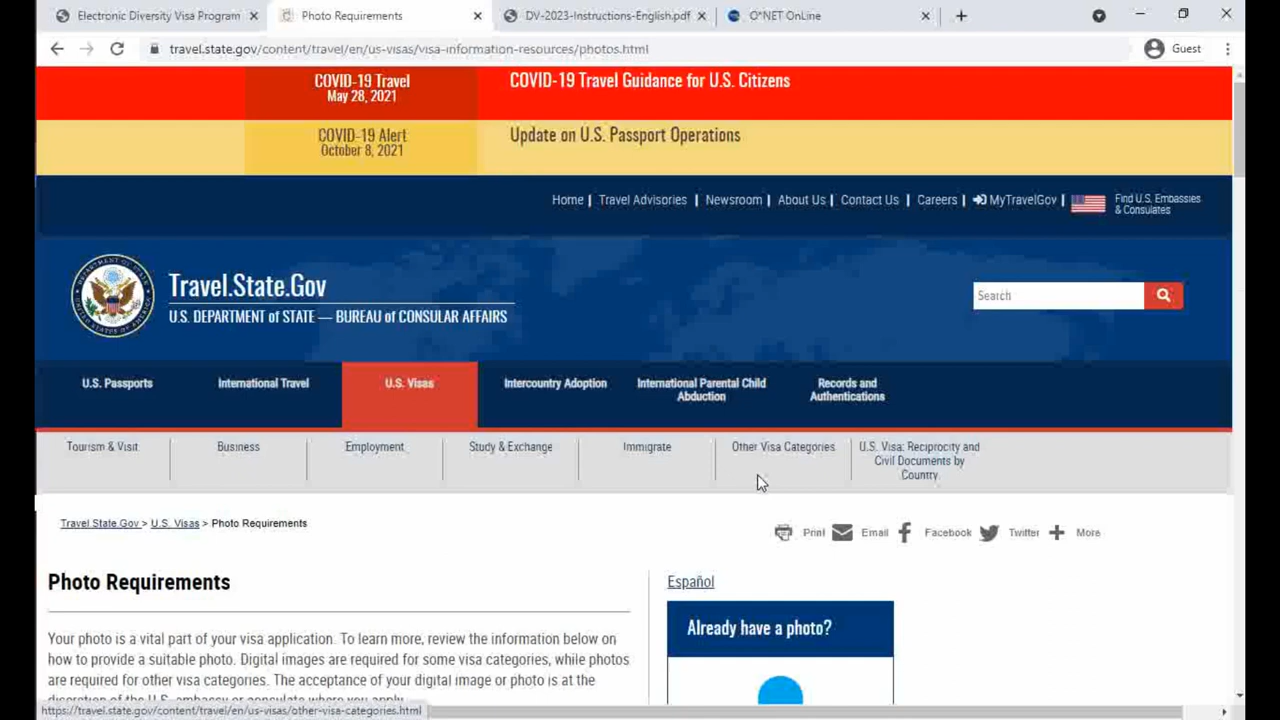 Electronic Diversity Visa Program
Photo Requirements
DV-2023-Instructions-English.pdf
O*NET OnLine
travel.state.gov/content/travel/en/us-visas/visa-information-resources/photos.html
Guest
COVID-19 Travel
May 28, 2021
COVID-19 Travel Guidance for U.S. Citizens
COVID-19 Alert
October 8, 2021
Update on U.S. Passport Operations
Home | Travel Advisories | Newsroom | About Us | Contact Us | Careers | MyTravelGov |
Find U.S. Embassies
& Consulates
Travel.State.Gov
U.S. DEPARTMENT of STATE — BUREAU of CONSULAR AFFAIRS
Search
U.S. Passports
International Travel
U.S. Visas
Intercountry Adoption
International Parental Child
Abduction
Records and
Authentications
Tourism & Visit
Business
Employment
Study & Exchange
Immigrate
Other Visa Categories
U.S. Visa: Reciprocity and
Civil Documents by
Country
Travel.State.Gov > U.S. Visas > Photo Requirements
Print
Email
Facebook
Twitter
More
Photo Requirements
Español
Already have a photo?
Your photo is a vital part of your visa application. To learn more, review the information below on
how to provide a suitable photo. Digital images are required for some visa categories, while photos
are required for other visa categories. The acceptance of your digital image or photo is at the
discretion of the U.S. embassy or consulate where you apply.
https://travel.state.gov/content/travel/en/us-visas/other-visa-categories.html